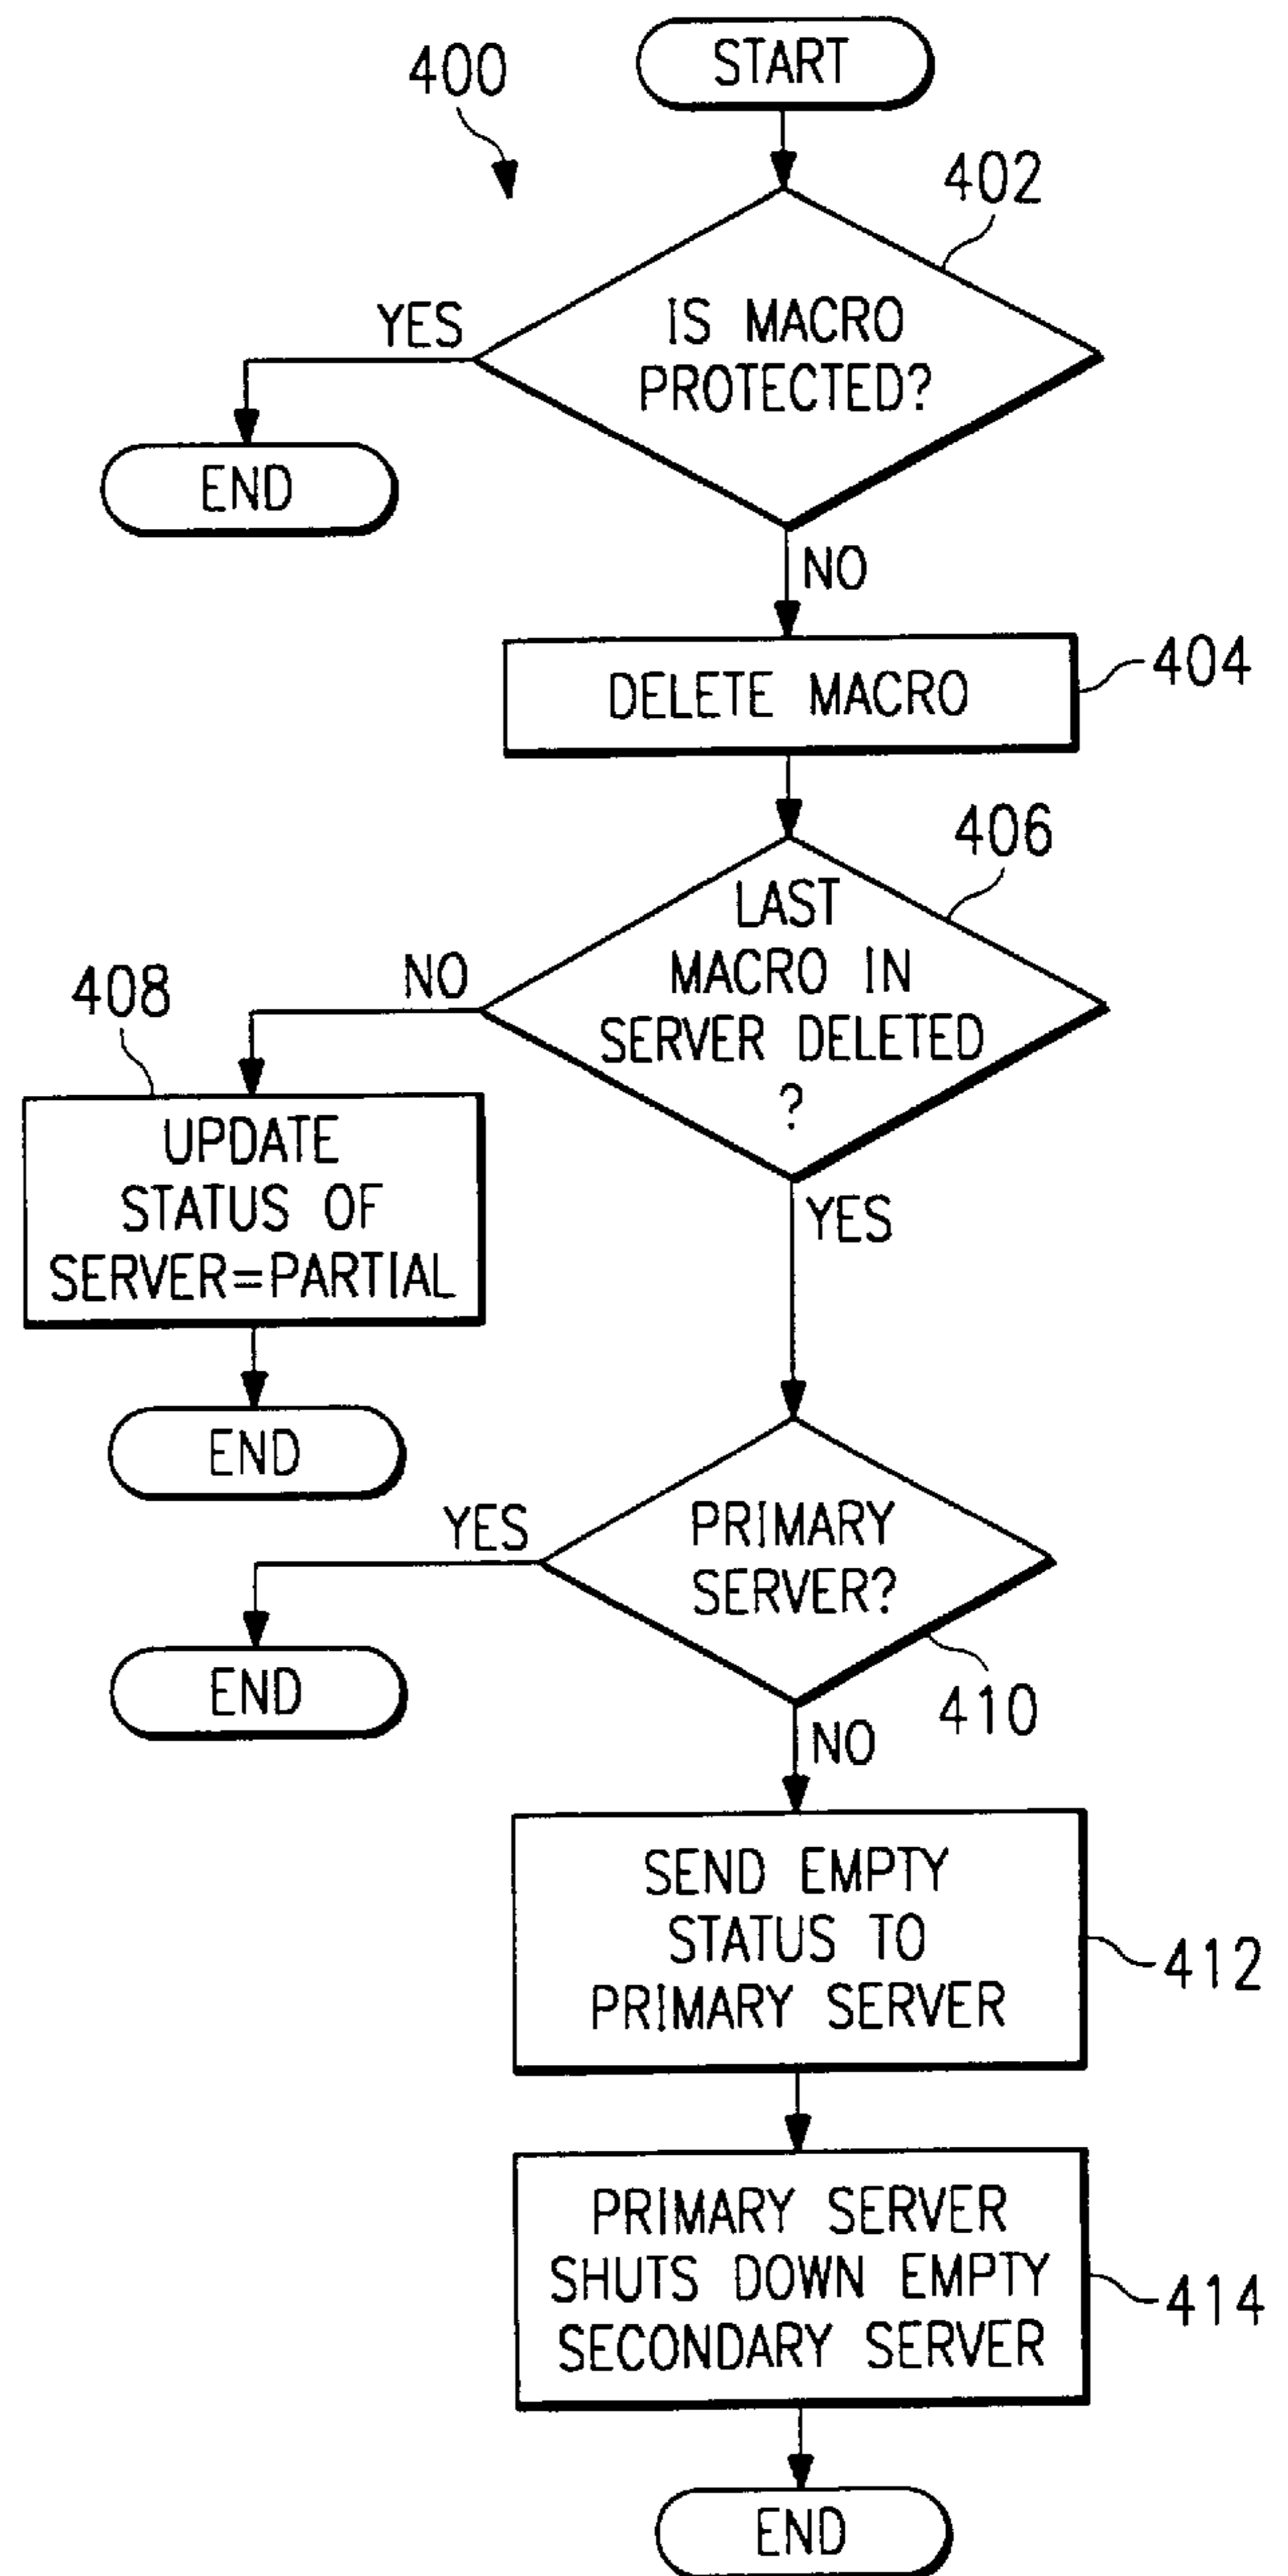 START
400
402
IS MACRO
PROTECTED?
YES
END
NO
DELETE MACRO
404
406
LAST
MACRO IN
SERVER DELETED
?
NO
408
UPDATE
STATUS OF
SERVER=PARTIAL
END
YES
PRIMARY
SERVER?
YES
END
410
NO
SEND EMPTY
STATUS TO
PRIMARY SERVER
412
PRIMARY SERVER
SHUTS DOWN EMPTY
SECONDARY SERVER
414
END